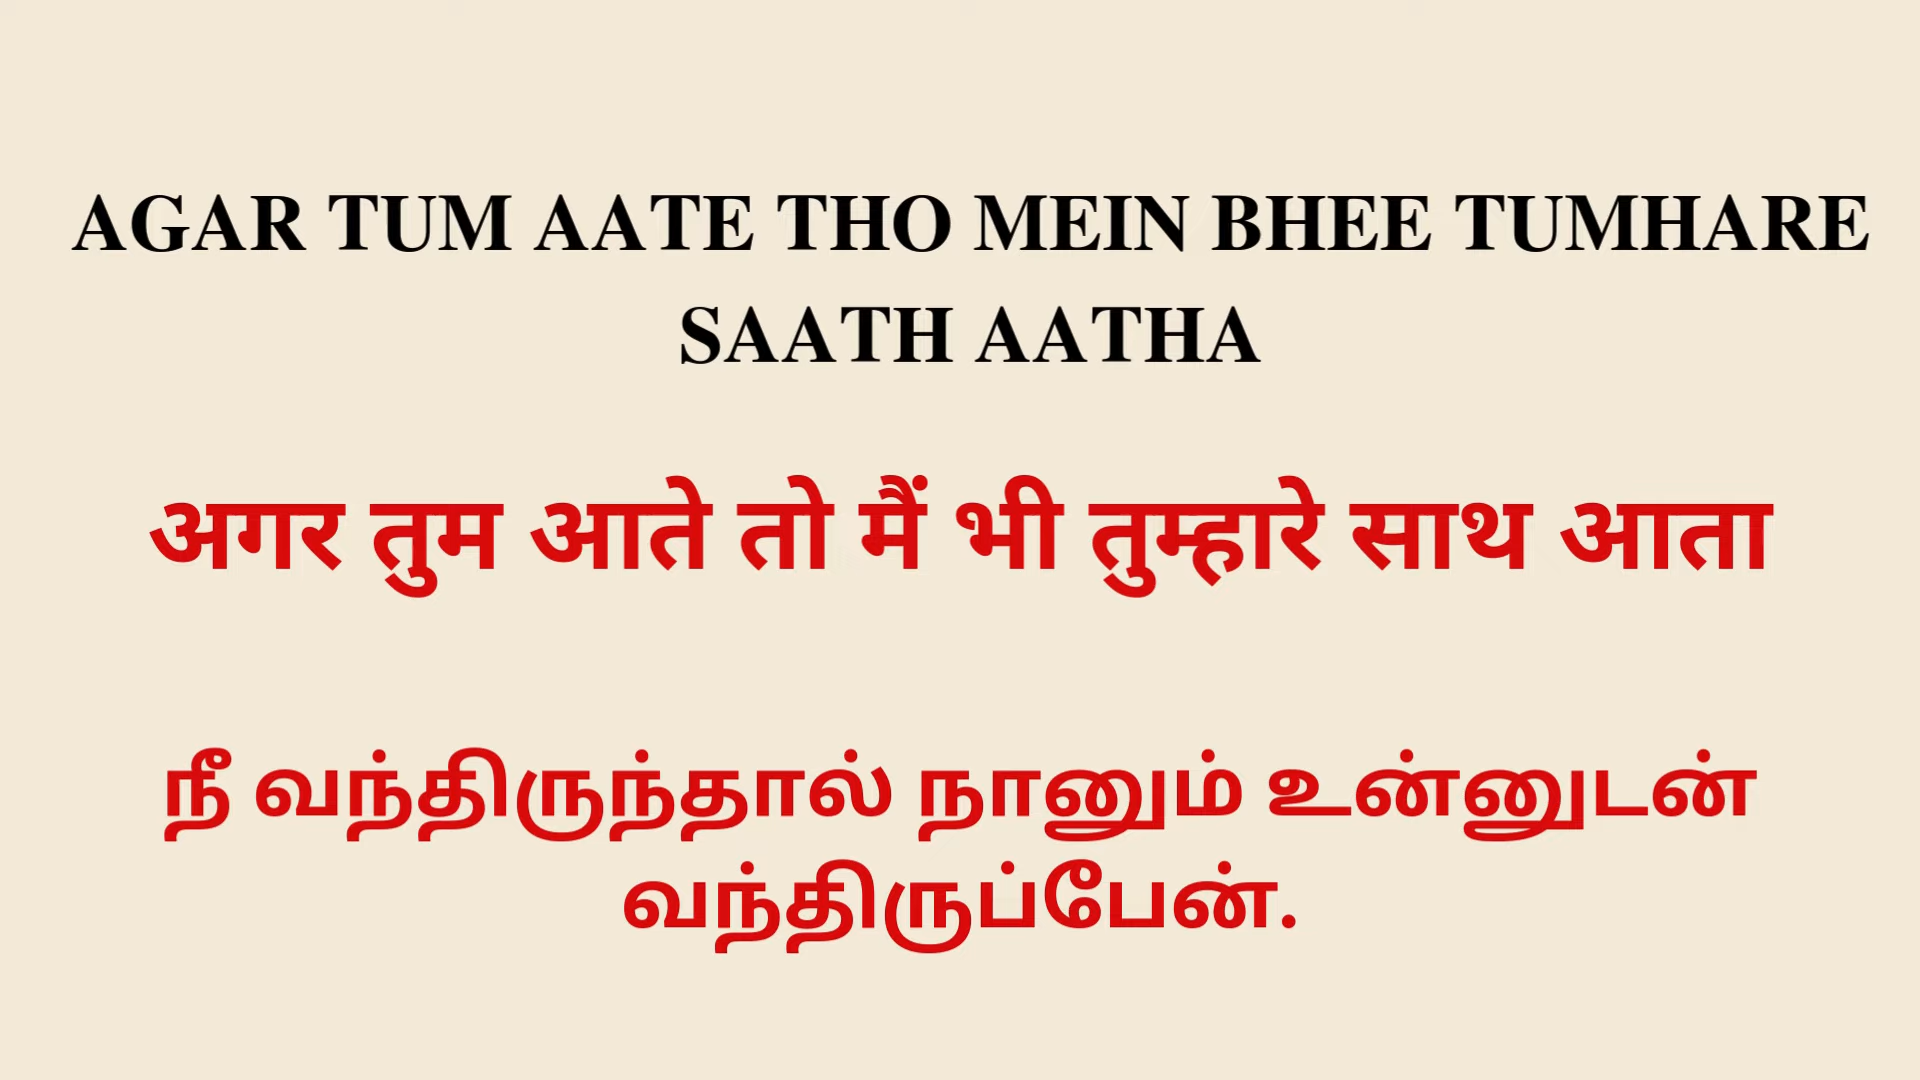 AGAR TUM AATE THO MEIN BHEE TUMHARE
SAATH AATHA
अगर तुम आते तो मैं भी तुम्हारे साथ आता
நீ வந்திருந்தால் நானும் உன்னுடன்
வந்திருப்பேன்.